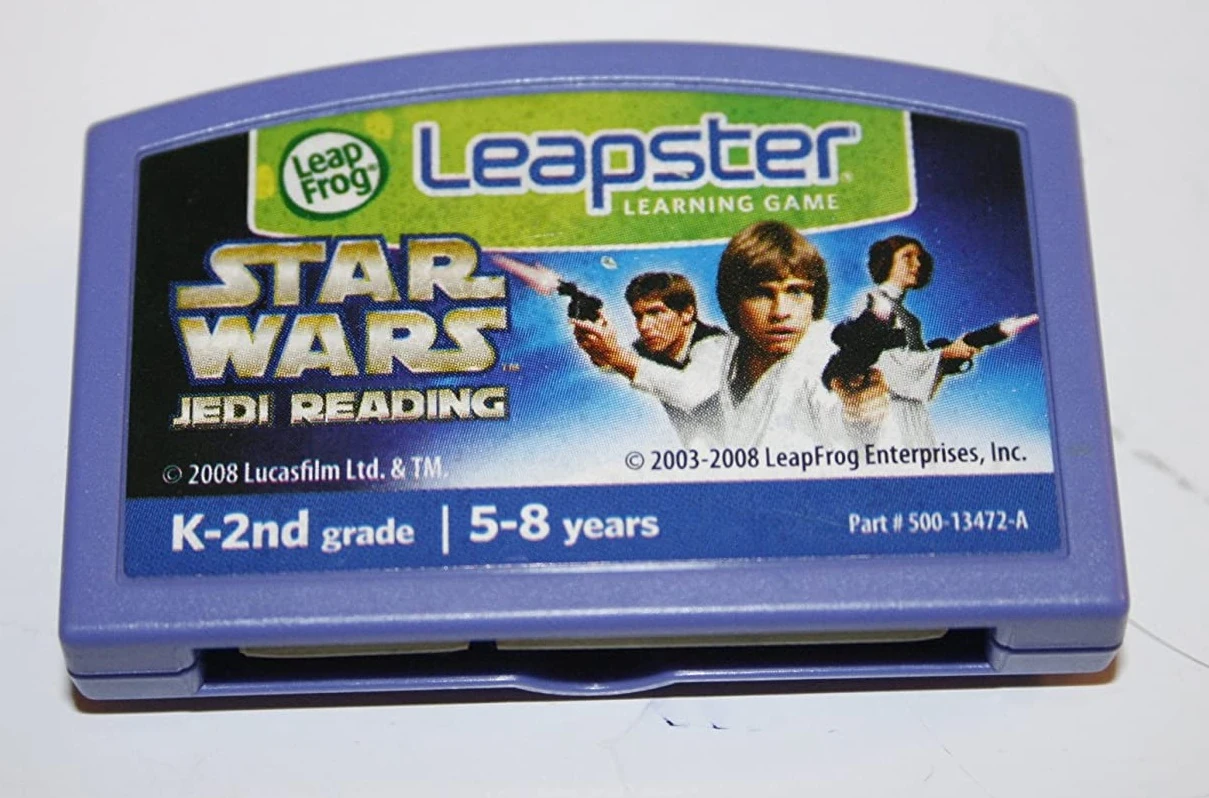 Leap
Frog®
Leapster®
LEARNING GAME
STAR
WARS™
JEDI READING
© 2008 Lucasfilm Ltd. & TM.
© 2003-2008 LeapFrog Enterprises, Inc.
K-2nd grade | 5-8 years
Part # 500-13472-A